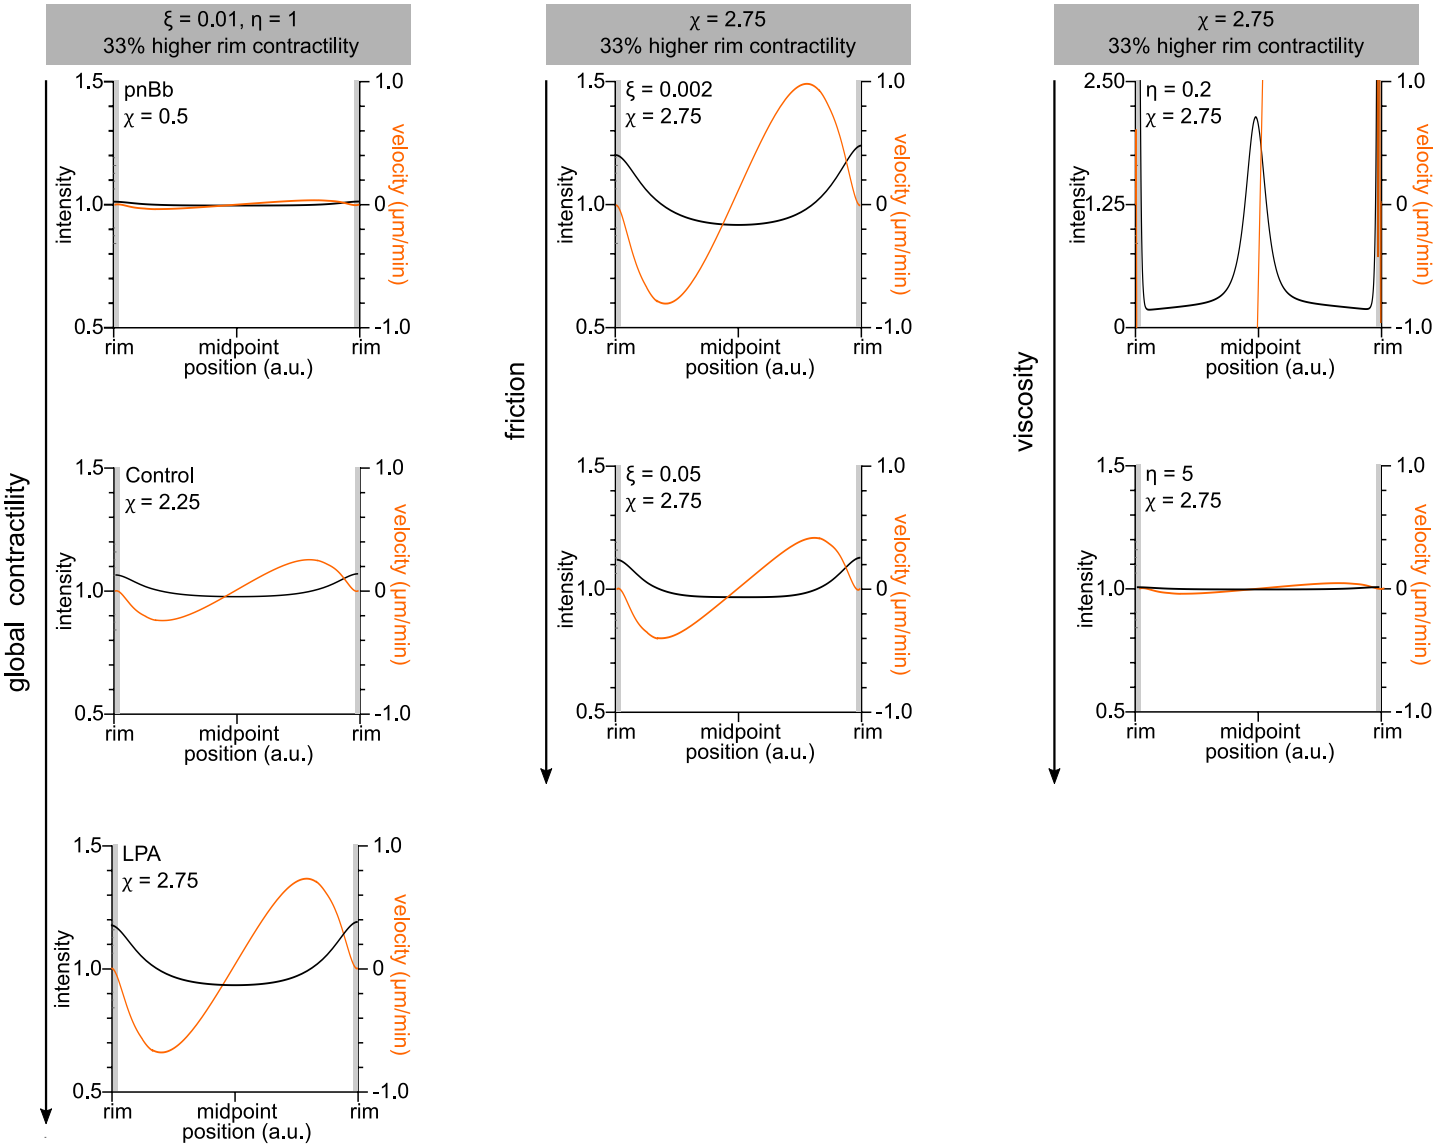 ξ = 0.01, η = 1
33% higher rim contractility
χ = 2.75
33% higher rim contractility
χ = 2.75
33% higher rim contractility
global contractility
pnBb
χ = 0.5
1.5
1.0
0.5
intensity
1.0
0
-1.0
velocity (μm/min)
rim
midpoint
rim
position (a.u.)
Control
χ = 2.25
1.5
1.0
0.5
intensity
1.0
0
-1.0
velocity (μm/min)
rim
midpoint
rim
position (a.u.)
LPA
χ = 2.75
1.5
1.0
0.5
intensity
1.0
0
-1.0
velocity (μm/min)
rim
midpoint
rim
position (a.u.)
friction
ξ = 0.002
χ = 2.75
1.5
1.0
0.5
intensity
1.0
0
-1.0
velocity (μm/min)
rim
midpoint
rim
position (a.u.)
ξ = 0.05
χ = 2.75
1.5
1.0
0.5
intensity
1.0
0
-1.0
velocity (μm/min)
rim
midpoint
rim
position (a.u.)
viscosity
η = 0.2
χ = 2.75
2.50
1.25
0
intensity
1.0
0
-1.0
velocity (μm/min)
rim
midpoint
rim
position (a.u.)
η = 5
χ = 2.75
1.5
1.0
0.5
intensity
1.0
0
-1.0
velocity (μm/min)
rim
midpoint
rim
position (a.u.)